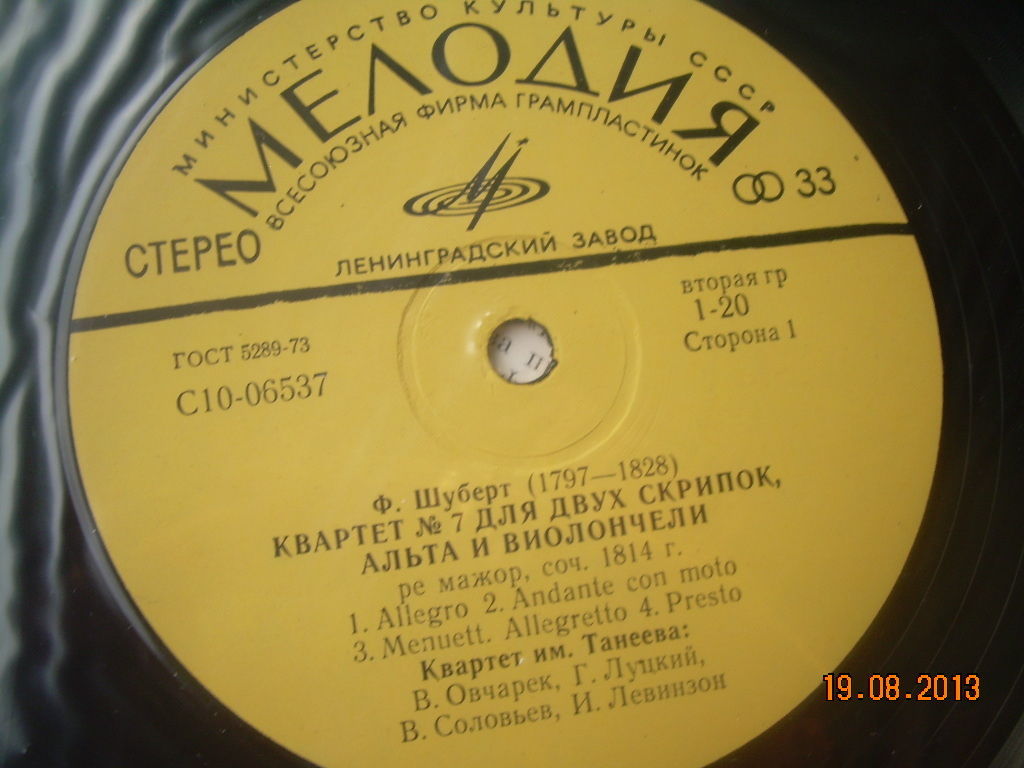 МИНИСТЕРСТВО КУЛЬТУРЫ СССР
МЕЛОДИЯ
ВСЕСОЮЗНАЯ ФИРМА ГРАМПЛАСТИНОК
33
СТЕРЕО
ЛЕНИНГРАДСКИЙ ЗАВОД
вторая гр
1-20
Сторона 1
ГОСТ 5289-73
С10-06537
Ф. Шуберт (1797—1828)
КВАРТЕТ № 7 ДЛЯ ДВУХ СКРИПОК,
АЛЬТА И ВИОЛОНЧЕЛИ
ре мажор, соч. 1814 г.
1. Allegro 2. Andante con moto
3. Menuett. Allegretto 4. Presto
Квартет им. Танеева:
В. Овчарек, Г. Луцкий,
В. Соловьев, И. Левинзон
19.08.2013